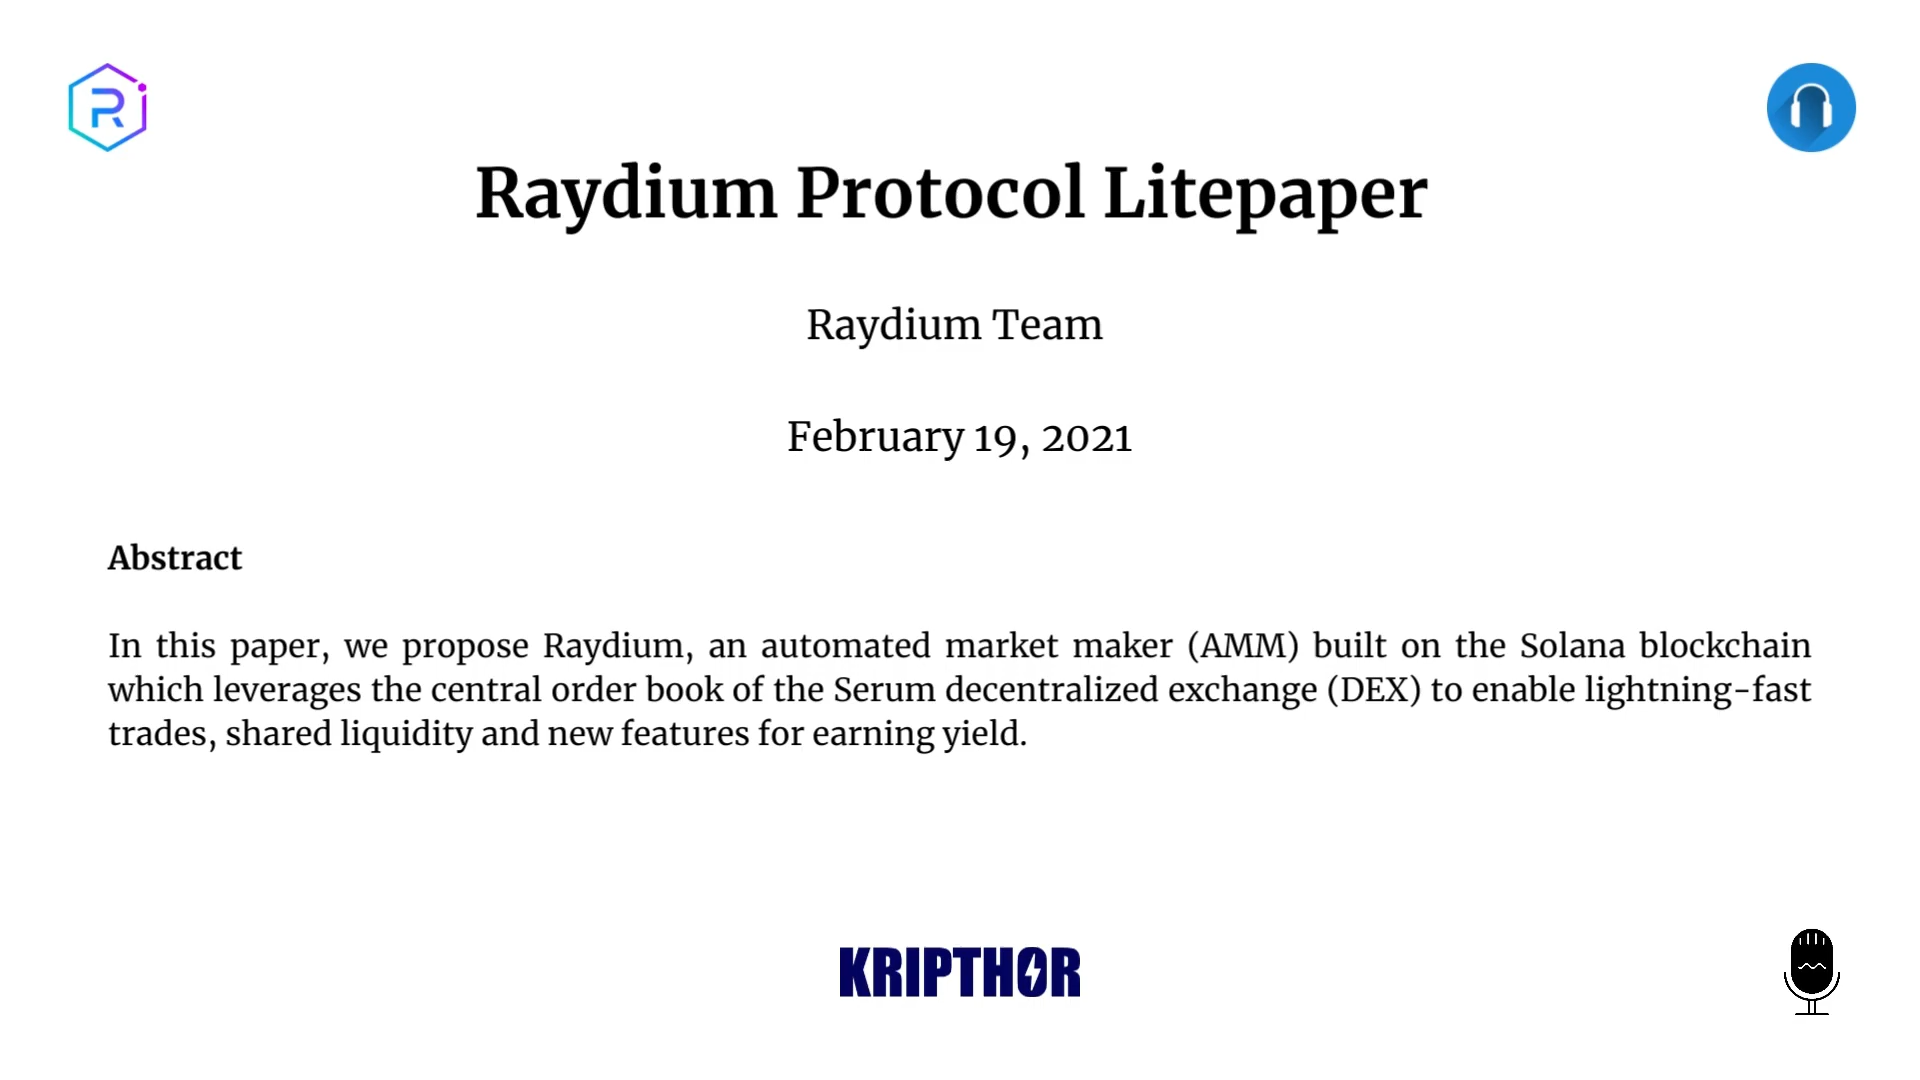 Raydium Protocol Litepaper
Raydium Team
February 19, 2021
Abstract
In this paper, we propose Raydium, an automated market maker (AMM) built on the Solana blockchain
which leverages the central order book of the Serum decentralized exchange (DEX) to enable lightning-fast
trades, shared liquidity and new features for earning yield.
KRIPTHOR